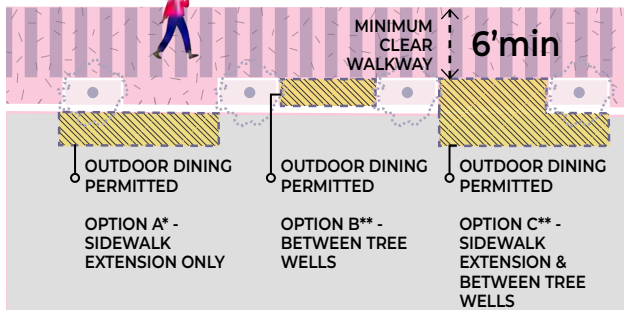 MINIMUM
CLEAR
WALKWAY
6’min
OUTDOOR DINING
PERMITTED
OPTION A* -
SIDEWALK
EXTENSION ONLY
OUTDOOR DINING
PERMITTED
OPTION B** -
BETWEEN TREE
WELLS
OUTDOOR DINING
PERMITTED
OPTION C** -
SIDEWALK
EXTENSION &
BETWEEN TREE
WELLS